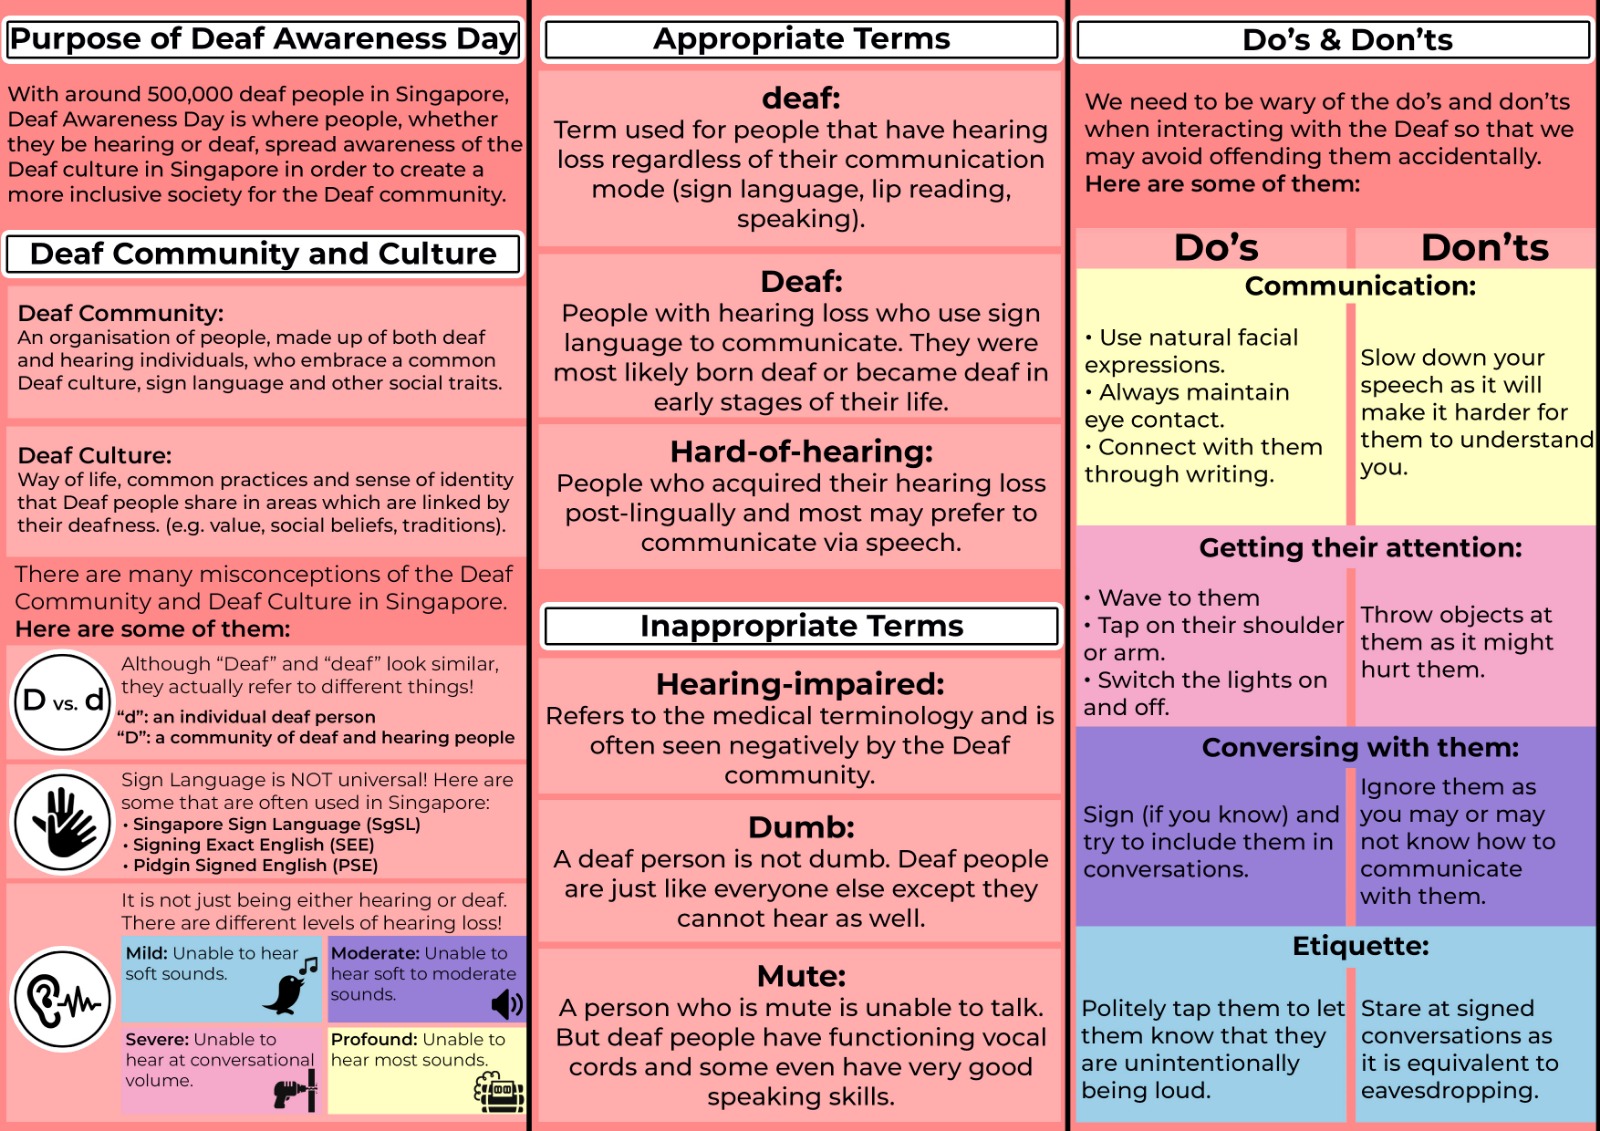 Purpose of Deaf Awareness Day
With around 500,000 deaf people in Singapore,
Deaf Awareness Day is where people, whether
they be hearing or deaf, spread awareness of the
Deaf culture in Singapore in order to create a
more inclusive society for the Deaf community.
Deaf Community and Culture
Deaf Community:
An organisation of people, made up of both deaf
and hearing individuals, who embrace a common
Deaf culture, sign language and other social traits.
Deaf Culture:
Way of life, common practices and sense of identity
that Deaf people share in areas which are linked by
their deafness. (e.g. value, social beliefs, traditions).
There are many misconceptions of the Deaf
Community and Deaf Culture in Singapore.
Here are some of them:
D vs. d
Although “Deaf” and “deaf” look similar,
they actually refer to different things!
“d”: an individual deaf person
“D”: a community of deaf and hearing people
Sign Language is NOT universal! Here are
some that are often used in Singapore:
• Singapore Sign Language (SgSL)
• Signing Exact English (SEE)
• Pidgin Signed English (PSE)
It is not just being either hearing or deaf.
There are different levels of hearing loss!
Mild: Unable to hear
soft sounds.
Moderate: Unable to
hear soft to moderate
sounds.
Severe: Unable to
hear at conversational
volume.
Profound: Unable to
hear most sounds.
Appropriate Terms
deaf:
Term used for people that have hearing
loss regardless of their communication
mode (sign language, lip reading,
speaking).
Deaf:
People with hearing loss who use sign
language to communicate. They were
most likely born deaf or became deaf in
early stages of their life.
Hard-of-hearing:
People who acquired their hearing loss
post-lingually and most may prefer to
communicate via speech.
Inappropriate Terms
Hearing-impaired:
Refers to the medical terminology and is
often seen negatively by the Deaf
community.
Dumb:
A deaf person is not dumb. Deaf people
are just like everyone else except they
cannot hear as well.
Mute:
A person who is mute is unable to talk.
But deaf people have functioning vocal
cords and some even have very good
speaking skills.
Do’s & Don’ts
We need to be wary of the do’s and don’ts
when interacting with the Deaf so that we
may avoid offending them accidentally.
Here are some of them:
Do’s
Don’ts
Communication:
• Use natural facial
expressions.
• Always maintain
eye contact.
• Connect with them
through writing.
Slow down your
speech as it will
make it harder for
them to understand
you.
Getting their attention:
• Wave to them
• Tap on their shoulder
or arm.
• Switch the lights on
and off.
Throw objects at
them as it might
hurt them.
Conversing with them:
Sign (if you know) and
try to include them in
conversations.
Ignore them as
you may or may
not know how to
communicate
with them.
Etiquette:
Politely tap them to let
them know that they
are unintentionally
being loud.
Stare at signed
conversations as
it is equivalent to
eavesdropping.